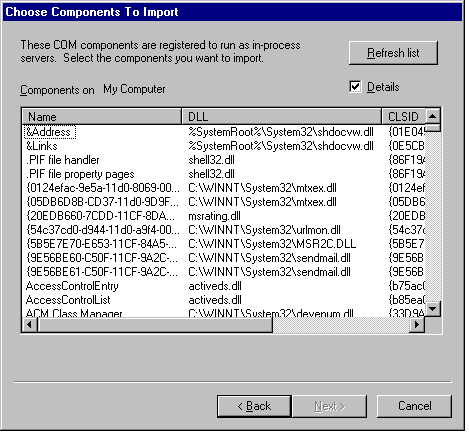 Choose Components To Import
These COM components are registered to run as in-process
servers. Select the components you want to import.
Refresh list
Components on My Computer
Details
Name DLL CLSID
&Address %SystemRoot%\System32\shdocvw.dll {01E04
&Links %SystemRoot%\System32\shdocvw.dll {0E5CB
.PIF file handler shell32.dll {86F19A
.PIF file property pages shell32.dll {86F19
{0124efac-9e5a-11d0-8069-00... C:\WINNT\System32\mtxex.dll {0124e
{05DB6D8B-CD37-11D0-9D9F... C:\WINNT\System32\mtxex.dll {05DB6
{20EDB660-7CDD-11CF-8DA... msrating.dll {20EDB
{54c37cd0-d944-11d0-a9f4-00... C:\WINNT\System32\urlmon.dll {54c37c
{5B5E7E70-E653-11CF-84A5-... C:\WINNT\System32\MSR2C.DLL {5B5E7
{9E56BE60-C50F-11CF-9A2C-... C:\WINNT\System32\sendmail.dll {9E56B
{9E56BE61-C50F-11CF-9A2C-... C:\WINNT\System32\sendmail.dll {9E56B
AccessControlEntry activeds.dll {b75ac0
AccessControlList activeds.dll {b85ea0
ACM Class Manager C:\WINNT\System32\devenum.dll {33D9A
< Back Next > Cancel